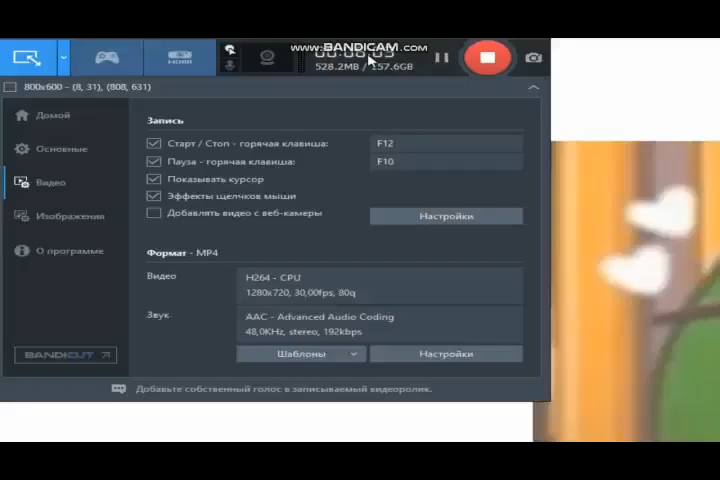 www.BANDICAM.com
528.2MB / 157.6GB
HDMI
800x600 - (8, 31), (808, 631)
Домой
Основные
Видео
Изображения
О программе
BANDICUT
Запись
Старт / Стоп - горячая клавиша:
F12
Пауза - горячая клавиша:
F10
Показывать курсор
Эффекты щелчков мыши
Добавлять видео с веб-камеры
Настройки
Формат - MP4
Видео
H264 - CPU
1280x720, 30,00fps, 80q
Звук
AAC - Advanced Audio Coding
48,0KHz, stereo, 192kbps
Шаблоны
Настройки
Добавьте собственный голос в записываемый видеоролик.